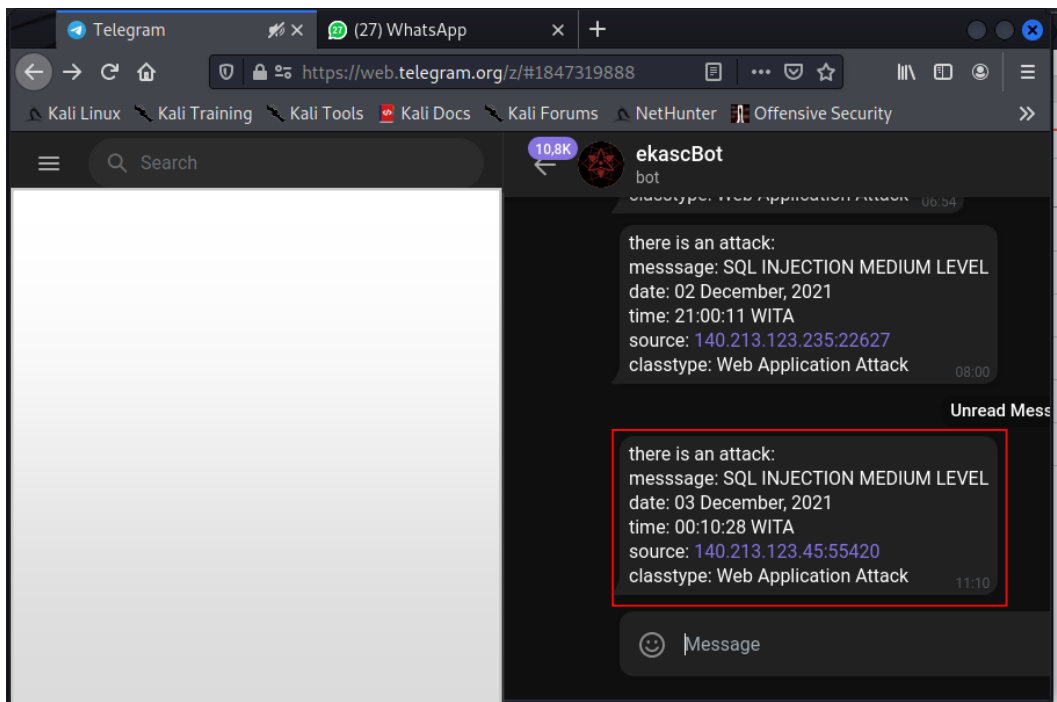 Telegram
(27) WhatsApp
https://web.telegram.org/z/#1847319888
Kali Linux Kali Training Kali Tools Kali Docs Kali Forums NetHunter Offensive Security
Search
10,8K
ekascBot
bot
classtype: Web Application Attack 06:54
there is an attack:
messsage: SQL INJECTION MEDIUM LEVEL
date: 02 December, 2021
time: 21:00:11 WITA
source: 140.213.123.235:22627
classtype: Web Application Attack 08:00
Unread Mess
there is an attack:
messsage: SQL INJECTION MEDIUM LEVEL
date: 03 December, 2021
time: 00:10:28 WITA
source: 140.213.123.45:55420
classtype: Web Application Attack 11:10
Message